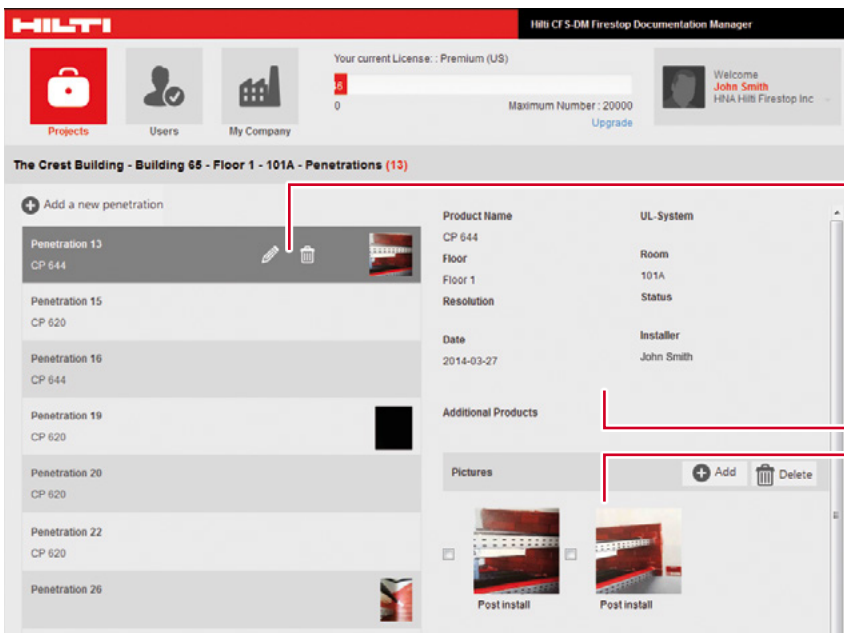 HILTI
Hilti CFS-DM Firestop Documentation Manager
Your current License: : Premium (US)
0
Maximum Number : 20000
Upgrade
Welcome
John Smith
HNA Hilti Firestop Inc
Projects
Users
My Company
The Crest Building - Building 65 - Floor 1 - 101A - Penetrations (13)
Add a new penetration
Penetration 13
CP 644
Penetration 15
CP 620
Penetration 16
CP 644
Penetration 19
CP 620
Penetration 20
CP 620
Penetration 22
CP 620
Penetration 26
Product Name
UL-System
CP 644
Floor
Room
Floor 1
101A
Resolution
Status
Date
Installer
2014-03-27
John Smith
Additional Products
Pictures
Add
Delete
Post install
Post install